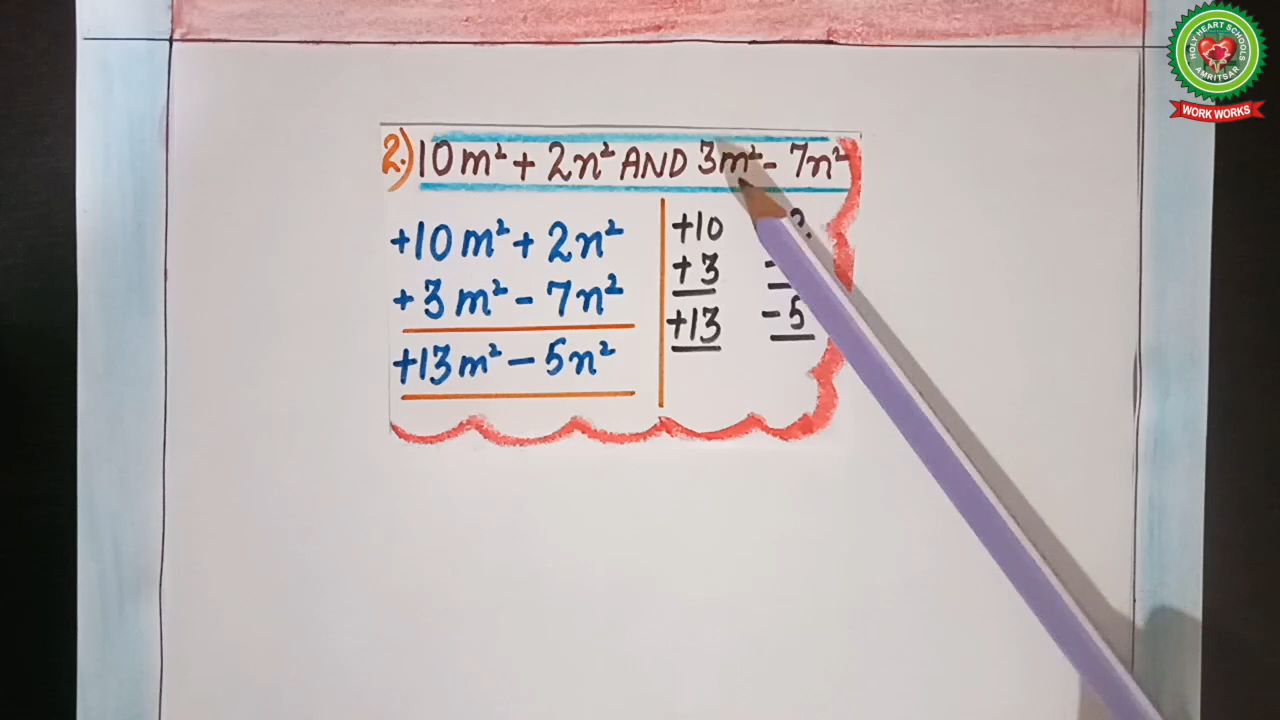 2.) 10m² + 2n² AND 3m² - 7n²
+10m² + 2n²
+3m² - 7n²
+13m² - 5n²
+10
+3 -
+13 -5
HOLY HEART SCHOOLS
AMRITSAR
WORK WORKS